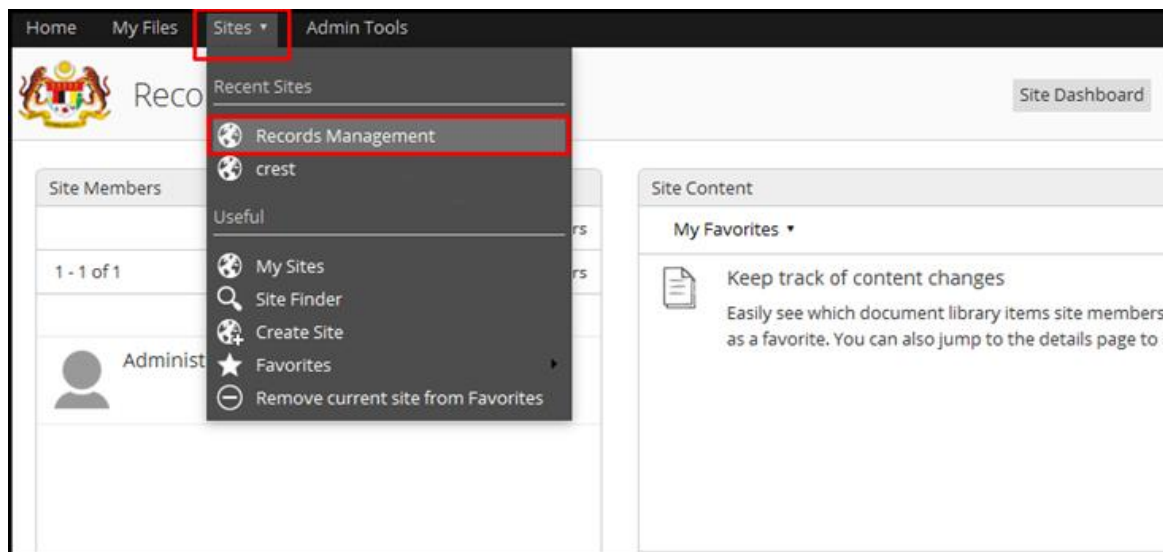 Home My Files Sites Admin Tools
Reco
Site Dashboard
Recent Sites
Records Management
crest
Useful
My Sites
Site Finder
Create Site
Favorites
Remove current site from Favorites
Site Members
rs
1 - 1 of 1
rs
Administ
Site Content
My Favorites
Keep track of content changes
Easily see which document library items site members
as a favorite. You can also jump to the details page to